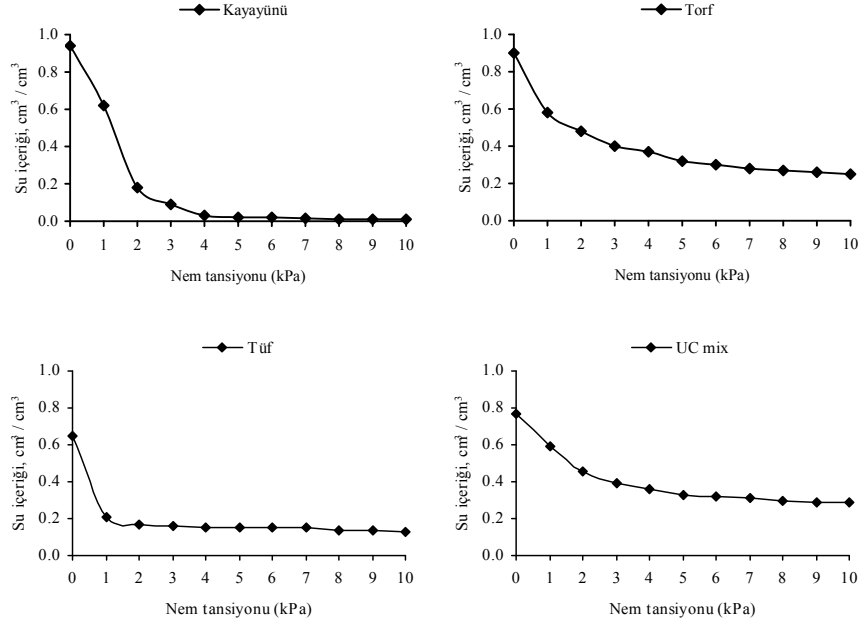 Kayayünü
Su içeriği, cm³ / cm³
1.0
0.8
0.6
0.4
0.2
0.0
0 1 2 3 4 5 6 7 8 9 10
Nem tansiyonu (kPa)
Torf
Su içeriği, cm³ / cm³
1.0
0.8
0.6
0.4
0.2
0.0
0 1 2 3 4 5 6 7 8 9 10
Nem tansiyonu (kPa)
Tüf
Su içeriği, cm³ / cm³
1.0
0.8
0.6
0.4
0.2
0.0
0 1 2 3 4 5 6 7 8 9 10
Nem tansiyonu (kPa)
UC mix
Su içeriği, cm³ / cm³
1.0
0.8
0.6
0.4
0.2
0.0
0 1 2 3 4 5 6 7 8 9 10
Nem tansiyonu (kPa)